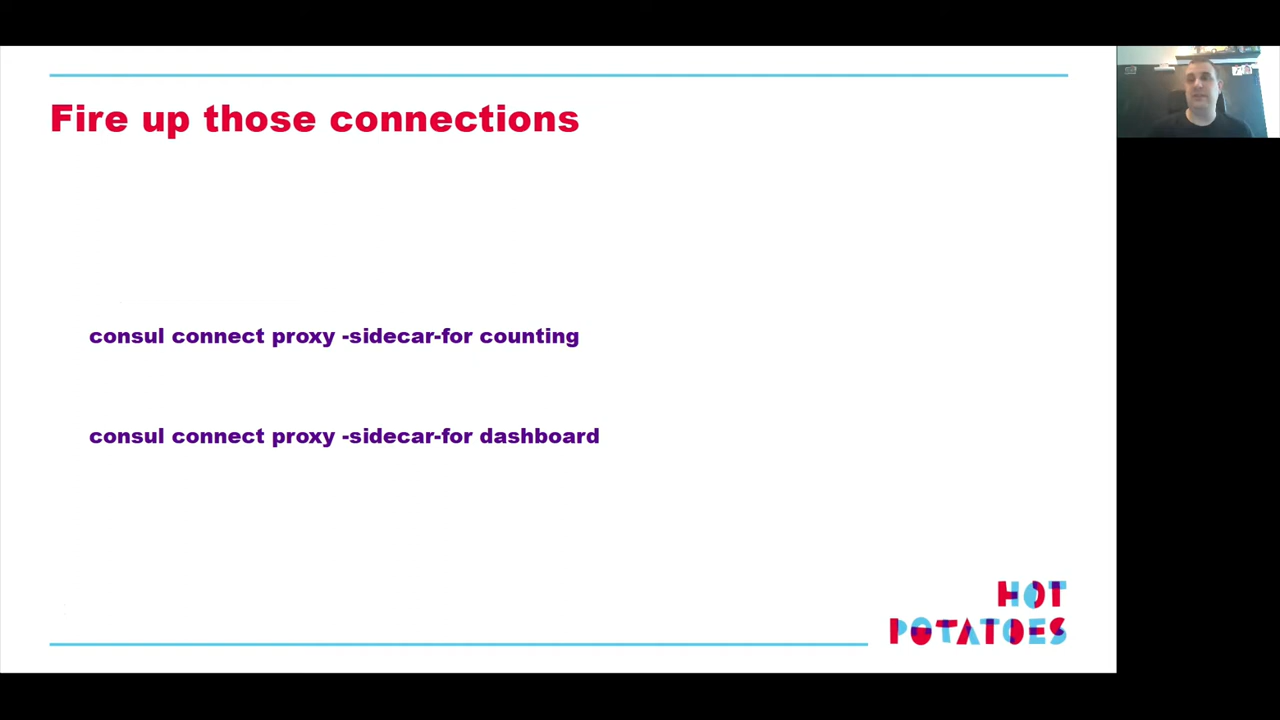 Fire up those connections
consul connect proxy -sidecar-for counting
consul connect proxy -sidecar-for dashboard
HOT
POTATOES